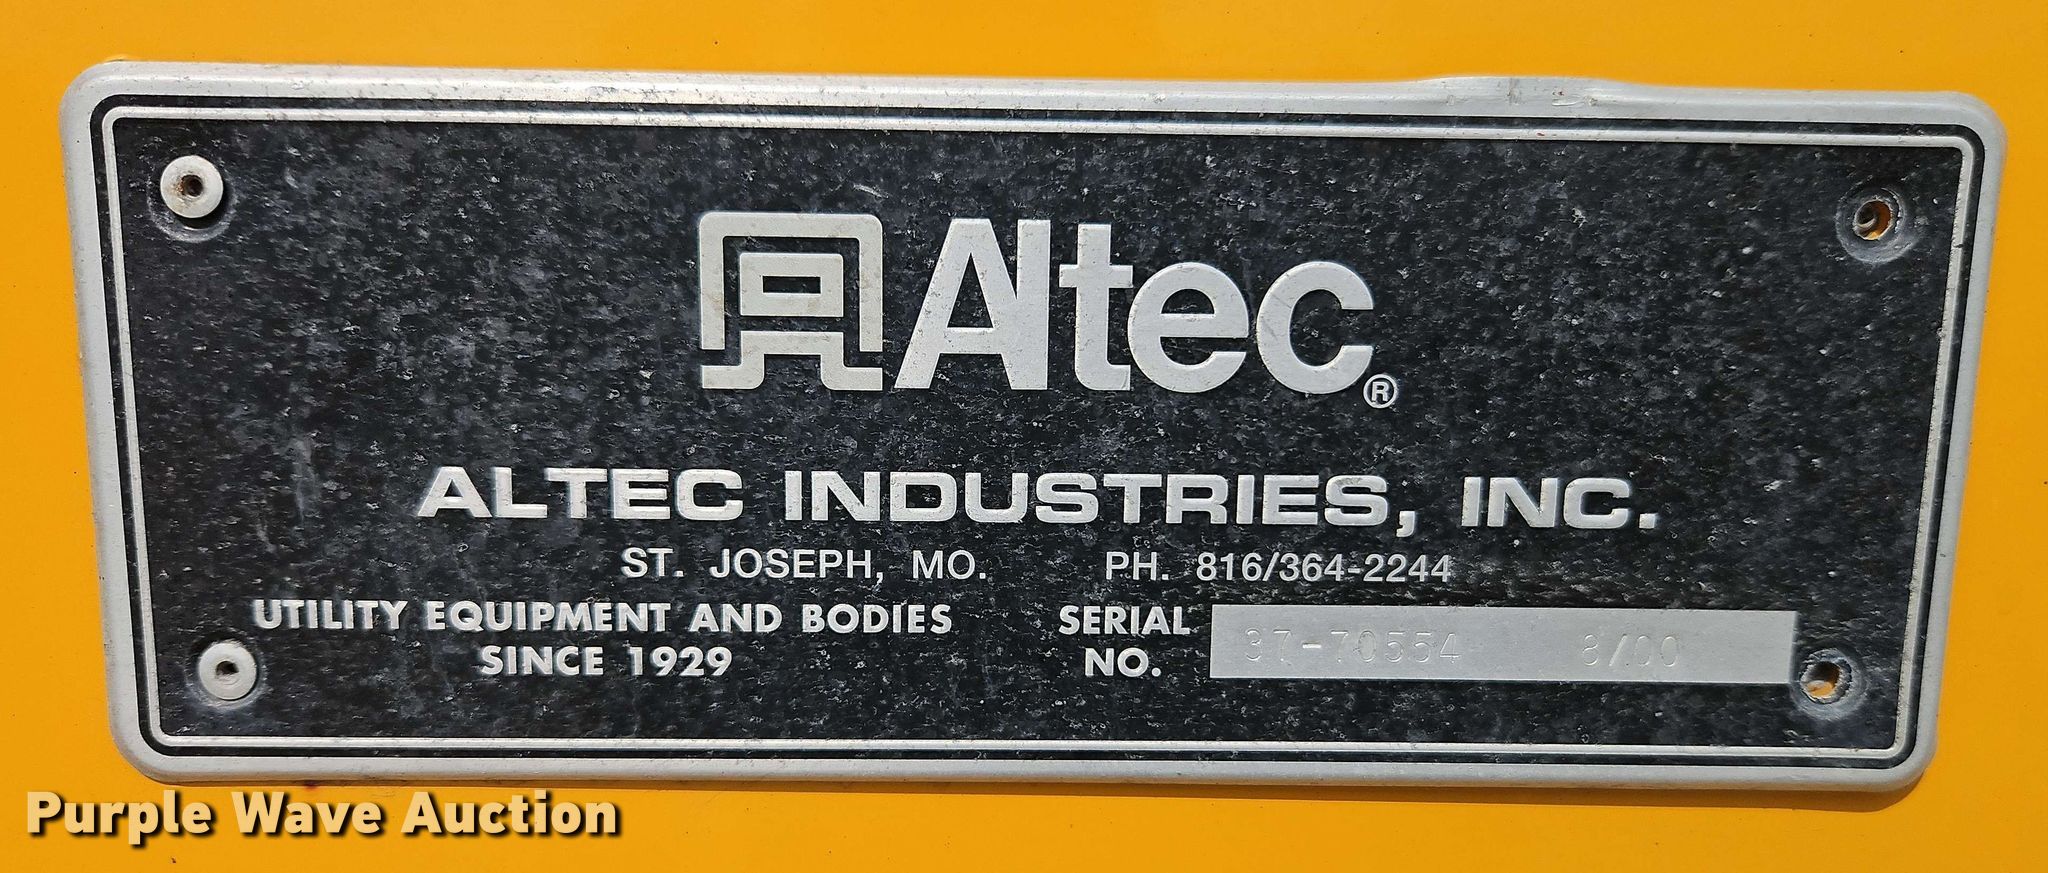 Altec®
ALTEC INDUSTRIES, INC.
ST. JOSEPH, MO. PH. 816/364-2244
UTILITY EQUIPMENT AND BODIES
SINCE 1929
SERIAL
NO.
37-70554 8/00
Purple Wave Auction